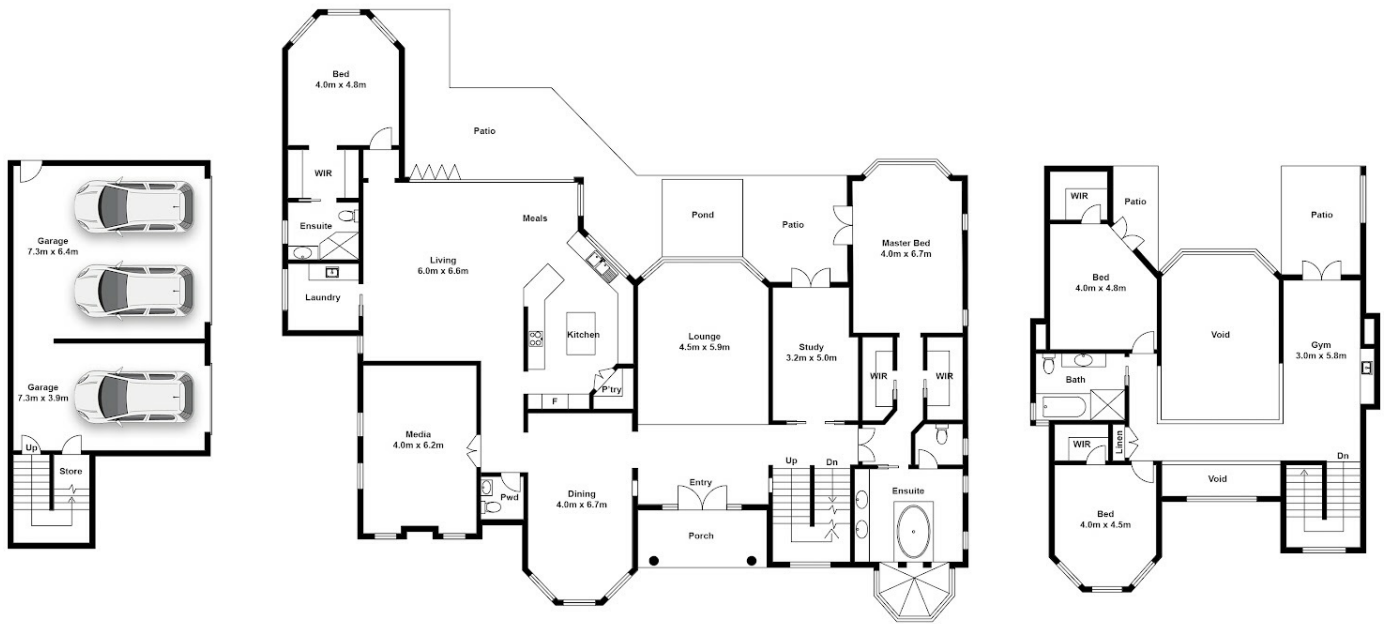 Garage
7.3m x 6.4m
Garage
7.3m x 3.9m
Up
Store
Bed
4.0m x 4.8m
Patio
WIR
Ensuite
Laundry
Meals
Living
6.0m x 6.6m
Kitchen
P'try
F
Media
4.0m x 6.2m
Pwd
Dining
4.0m x 6.7m
Pond
Patio
Lounge
4.5m x 5.9m
Study
3.2m x 5.0m
Master Bed
4.0m x 6.7m
WIR
WIR
Entry
Up
Dn
Ensuite
Porch
WIR
Patio
Patio
Bed
4.0m x 4.8m
Void
Gym
3.0m x 5.8m
Bath
WIR
Linen
Dn
Void
Bed
4.0m x 4.5m